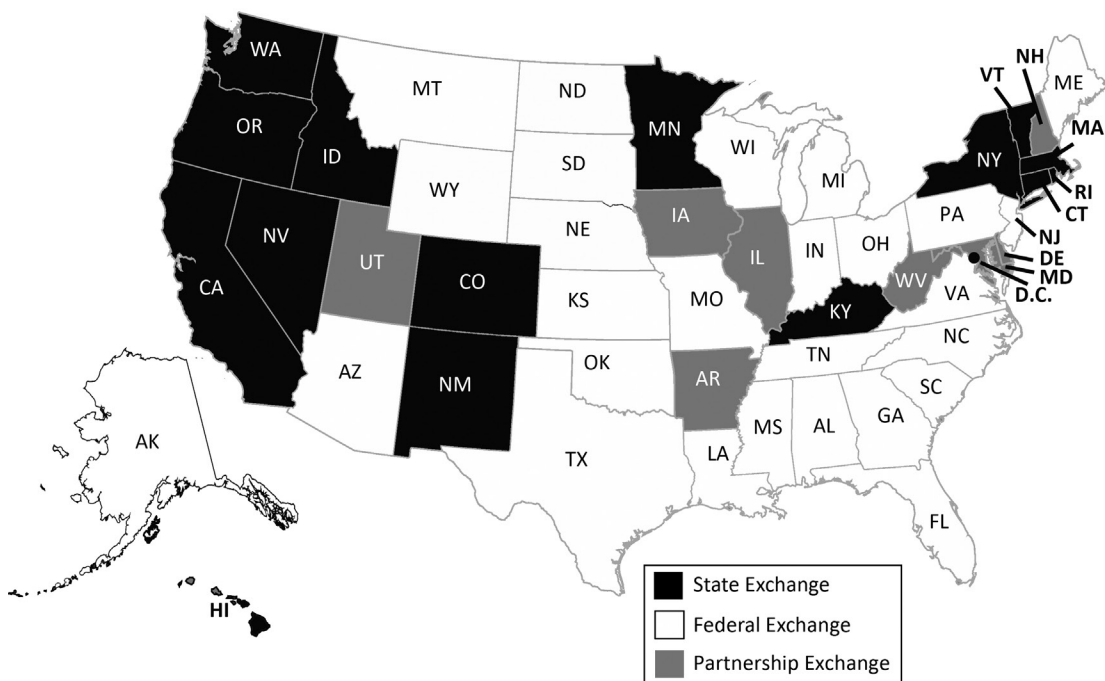 WA
MT
ND
MN
OR
ID
SD
WI
MI
WY
VT
NH
ME
MA
NY
RI
CT
NV
UT
CO
NE
IA
IL
IN
OH
PA
NJ
DE
MD
D.C.
WV
VA
CA
KS
MO
KY
AZ
NM
OK
AR
TN
NC
SC
TX
LA
MS
AL
GA
FL
AK
HI
State Exchange
Federal Exchange
Partnership Exchange